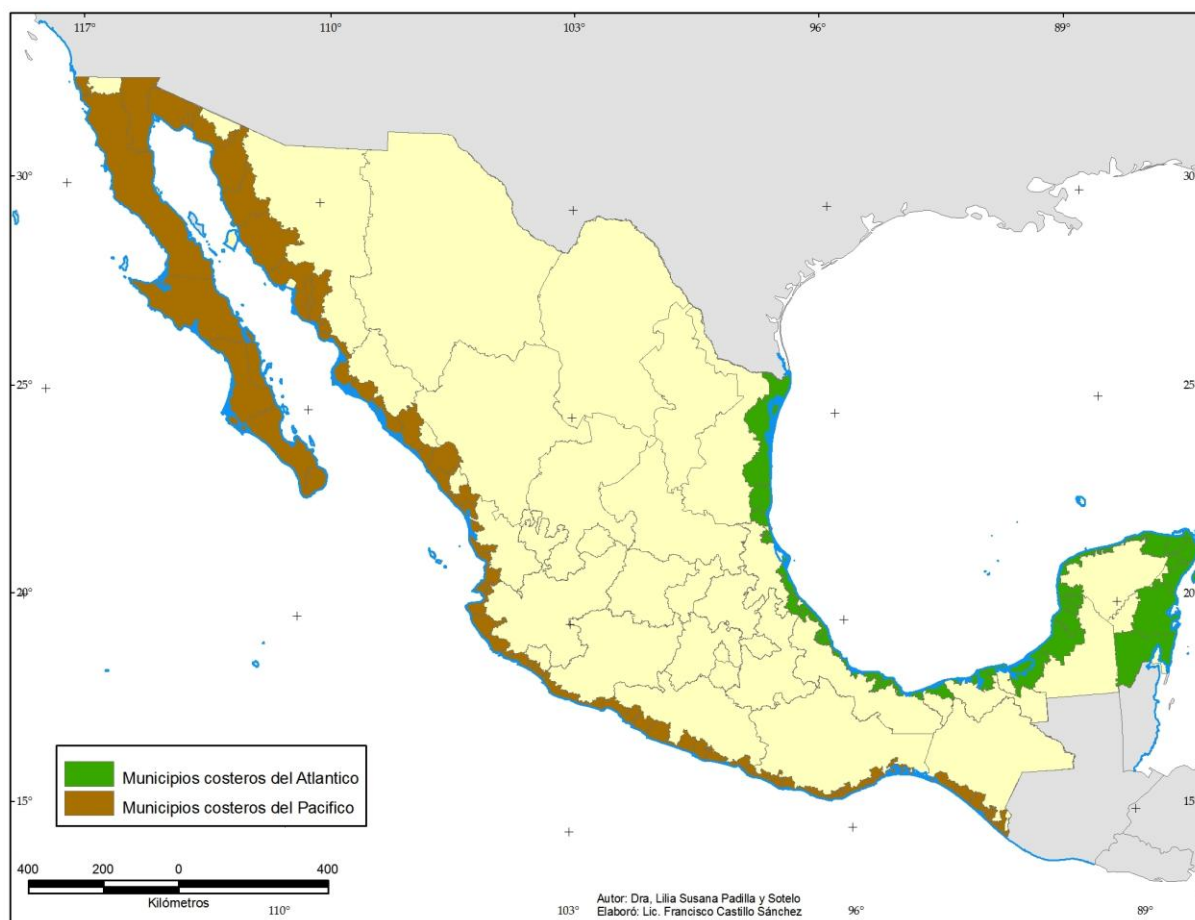 117° 110° 103° 96° 89°
30° 30
25° 25
20° 20
15° 15
Municipios costeros del Atlantico
Municipios costeros del Pacifico
400 200 0 400
Kilómetros
Autor: Dra, Lilia Susana Padilla y Sotelo
Elaboró: Lic. Francisco Castillo Sánchez
110° 103° 96° 89°